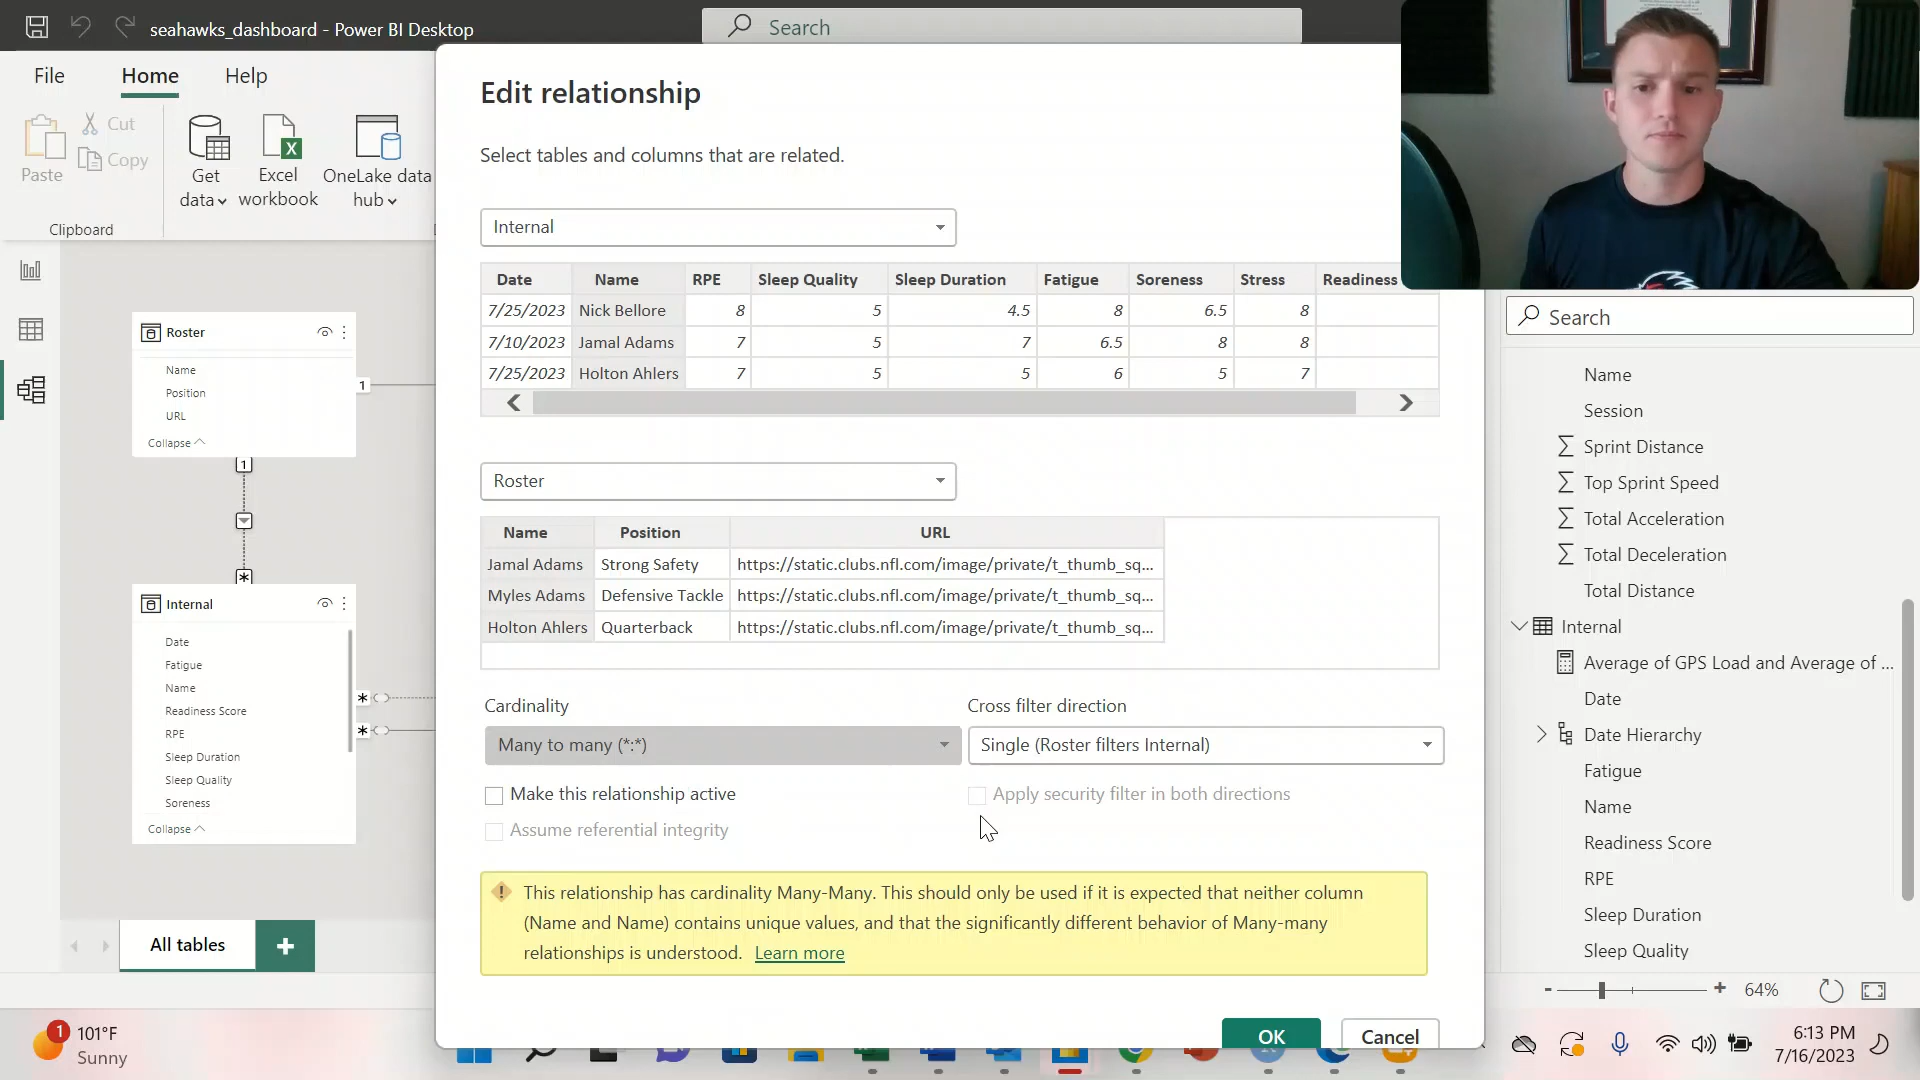 seahawks_dashboard - Power BI Desktop
Search
File
Home
Help
Paste
Cut
Copy
Get
data
Excel
workbook
OneLake data
hub
Clipboard
Roster
Name
Position
URL
Collapse
1
1
*
Internal
Date
Fatigue
Name
Readiness Score
RPE
Sleep Duration
Sleep Quality
Soreness
Collapse
*
*
All tables
+
Edit relationship
Select tables and columns that are related.
Internal
Date Name RPE Sleep Quality Sleep Duration Fatigue Soreness Stress Readiness
7/25/2023 Nick Bellore 8 5 4.5 8 6.5 8
7/10/2023 Jamal Adams 7 5 7 6.5 8 8
7/25/2023 Holton Ahlers 7 5 5 6 5 7
Roster
Name Position URL
Jamal Adams Strong Safety https://static.clubs.nfl.com/image/private/t_thumb_sq...
Myles Adams Defensive Tackle https://static.clubs.nfl.com/image/private/t_thumb_sq...
Holton Ahlers Quarterback https://static.clubs.nfl.com/image/private/t_thumb_sq...
Cardinality
Many to many (*:*)
Cross filter direction
Single (Roster filters Internal)
Make this relationship active
Apply security filter in both directions
Assume referential integrity
This relationship has cardinality Many-Many. This should only be used if it is expected that neither column
(Name and Name) contains unique values, and that the significantly different behavior of Many-many
relationships is understood. Learn more
OK
Cancel
Search
Name
Session
Sprint Distance
Top Sprint Speed
Total Acceleration
Total Deceleration
Total Distance
Internal
Average of GPS Load and Average of ...
Date
Date Hierarchy
Fatigue
Name
Readiness Score
RPE
Sleep Duration
Sleep Quality
- + 64%
1
101°F
Sunny
6:13 PM
7/16/2023